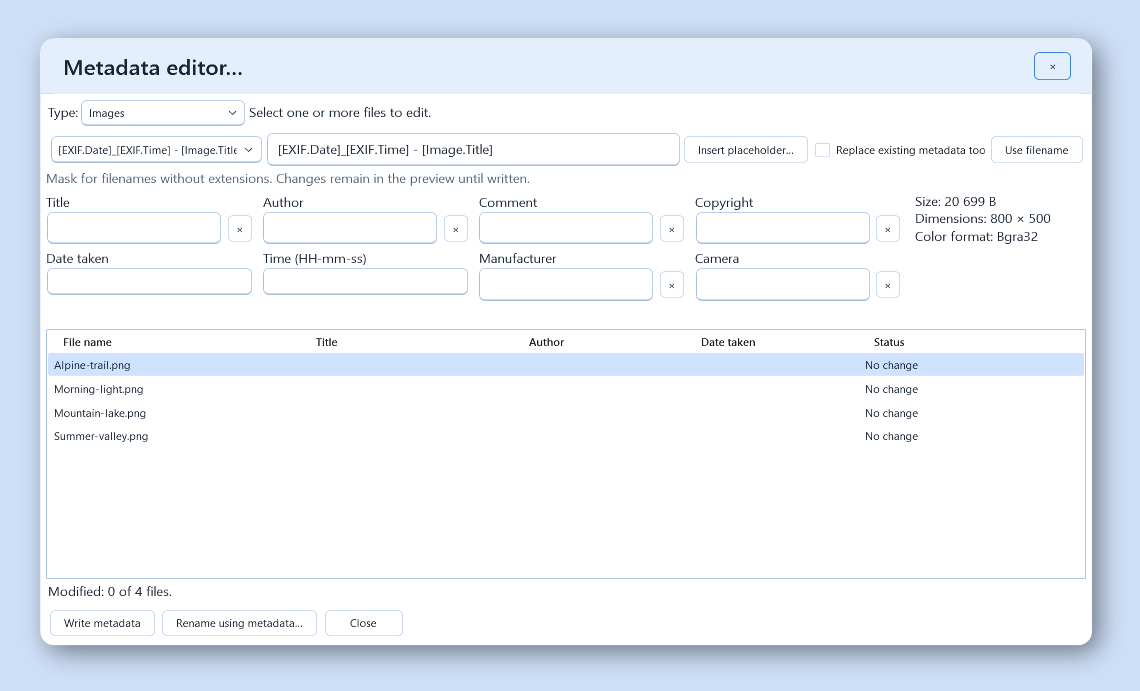 Metadata editor...
×
Type: Images Select one or more files to edit.
[EXIF.Date]_[EXIF.Time] - [Image.Title [EXIF.Date]_[EXIF.Time] - [Image.Title] Insert placeholder... Replace existing metadata too Use filename
Mask for filenames without extensions. Changes remain in the preview until written.
Title Author Comment Copyright
× × × ×
Size: 20 699 B
Dimensions: 800 × 500
Color format: Bgra32
Date taken Time (HH-mm-ss) Manufacturer Camera
× ×
File name Title Author Date taken Status
Alpine-trail.png No change
Morning-light.png No change
Mountain-lake.png No change
Summer-valley.png No change
Modified: 0 of 4 files.
Write metadata Rename using metadata... Close